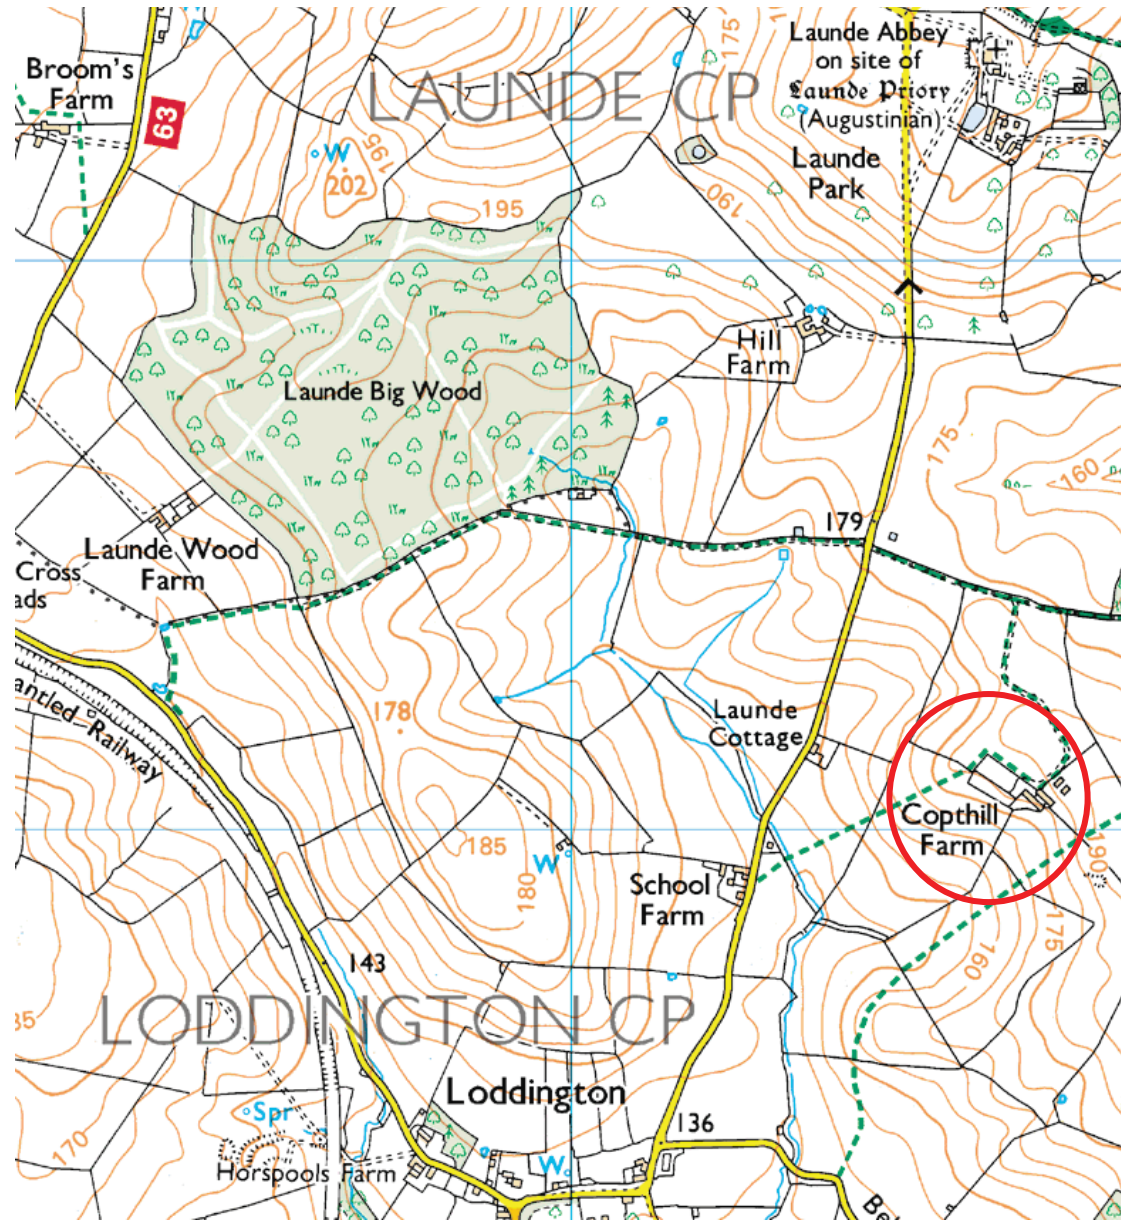 Launde Abbey
on site of
Launde Priory
(Augustinian)
175
Broom's
Farm
63
LAUNDE CP
W
195
202
195
190
Launde
Park
Hill
Farm
Launde Big Wood
175
160
179
Launde Wood
Farm
Cross
ads
antled Railway
178
Launde
Cottage
Copthill
Farm
185
W
180
School
Farm
190
175
160
143
35
LODDINGTON CP
Loddington
136
Spr
170
Horspools Farm
W
Be